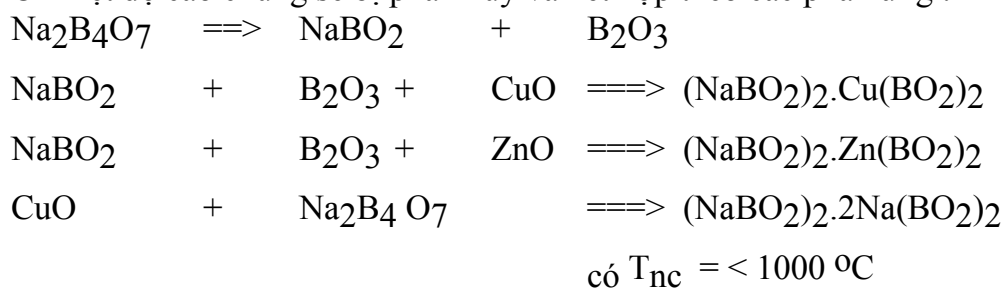 Na2B4O7 ==> NaBO2 + B2O3
NaBO2 + B2O3 + CuO ===> (NaBO2)2.Cu(BO2)2
NaBO2 + B2O3 + ZnO ===> (NaBO2)2.Zn(BO2)2
CuO + Na2B4 O7 ===> (NaBO2)2.2Na(BO2)2
có Tnc = < 1000 ºC